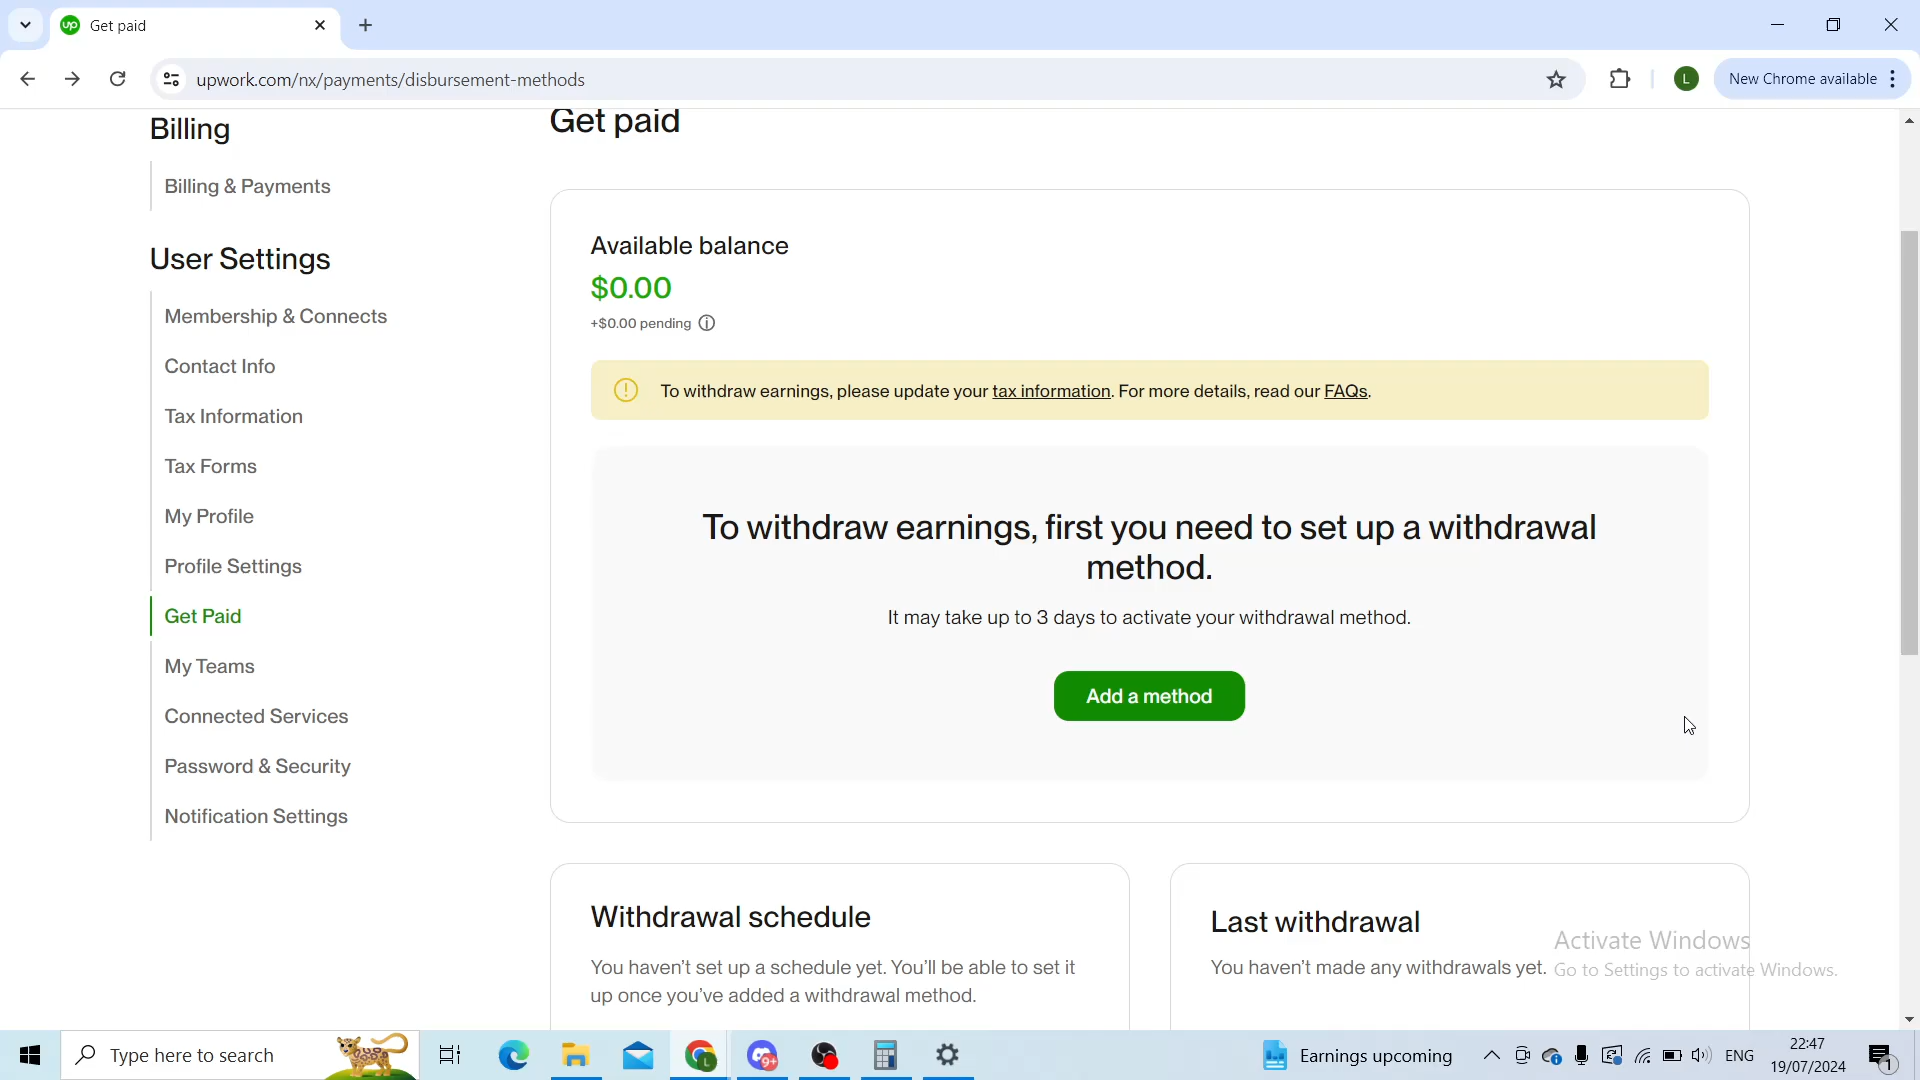 Get paid
upwork.com/nx/payments/disbursement-methods
L
New Chrome available
Billing
Billing & Payments
User Settings
Membership & Connects
Contact Info
Tax Information
Tax Forms
My Profile
Profile Settings
Get Paid
My Teams
Connected Services
Password & Security
Notification Settings
Get paid
Available balance
$0.00
+$0.00 pending
To withdraw earnings, please update your tax information. For more details, read our FAQs.
To withdraw earnings, first you need to set up a withdrawal
method.
It may take up to 3 days to activate your withdrawal method.
Add a method
Withdrawal schedule
You haven't set up a schedule yet. You'll be able to set it
up once you've added a withdrawal method.
Last withdrawal
You haven't made any withdrawals yet.
Activate Windows
Go to Settings to activate Windows.
Type here to search
L
9+
Earnings upcoming
ENG
22:47
19/07/2024
1